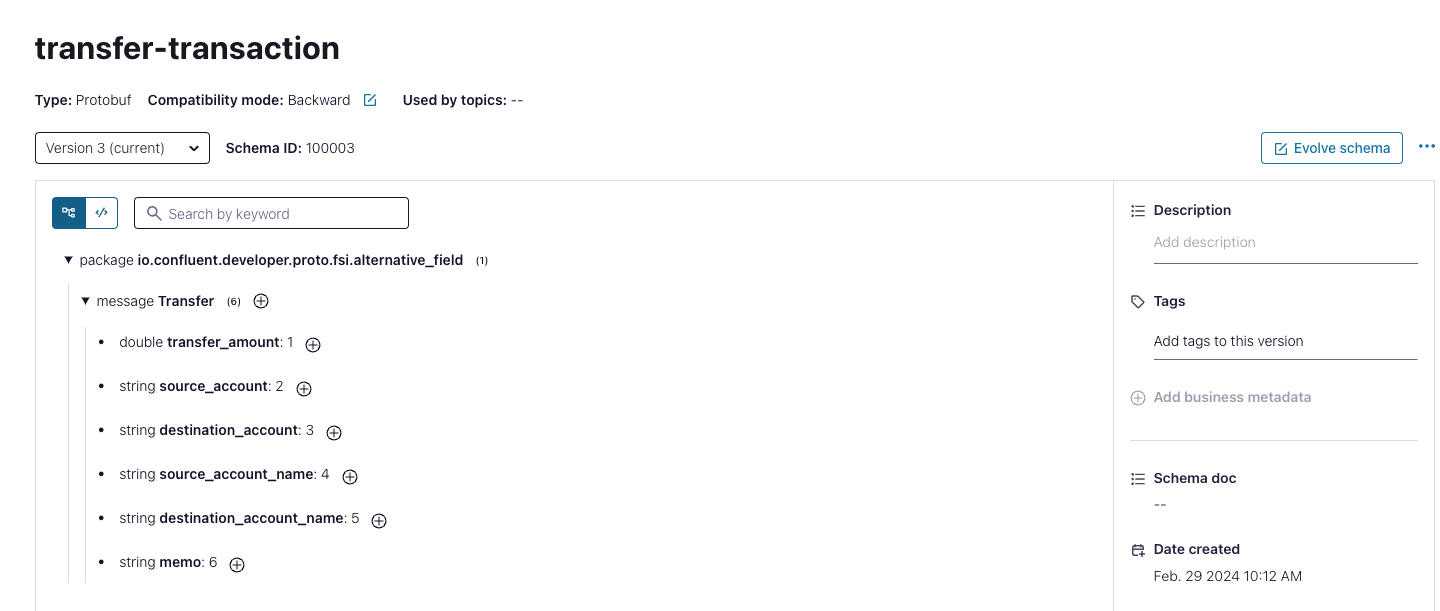 transfer-transaction
Type: Protobuf Compatibility mode: Backward Used by topics: --
Version 3 (current) Schema ID: 100003 Evolve schema
Search by keyword
package io.confluent.developer.proto.fsi.alternative_field (1)
message Transfer (6)
double transfer_amount: 1
string source_account: 2
string destination_account: 3
string source_account_name: 4
string destination_account_name: 5
string memo: 6
Description
Add description
Tags
Add tags to this version
Add business metadata
Schema doc
--
Date created
Feb. 29 2024 10:12 AM